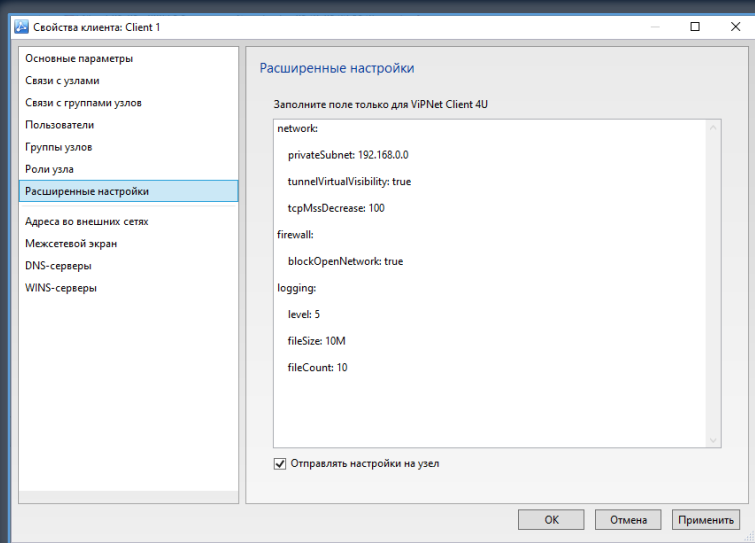 Свойства клиента: Client 1
Основные параметры
Связи с узлами
Связи с группами узлов
Пользователи
Группы узлов
Роли узла
Расширенные настройки
Адреса во внешних сетях
Межсетевой экран
DNS-серверы
WINS-серверы
Расширенные настройки
Заполните поле только для ViPNet Client 4U
network:
privateSubnet: 192.168.0.0
tunnelVirtualVisibility: true
tcpMssDecrease: 100
firewall:
blockOpenNetwork: true
logging:
level: 5
fileSize: 10M
fileCount: 10
Отправлять настройки на узел
ОК
Отмена
Применить